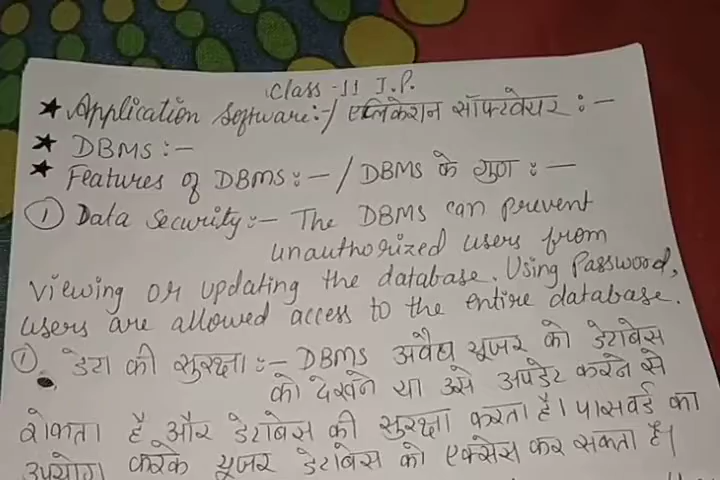 Class-11 I.P.
★ Application Software:-/ एप्लिकेशन सॉफ्टवेयर :-
★ DBMS :-
★ Features of DBMS :- / DBMS के गुण :-
① Data Security :- The DBMS can prevent
unauthorized users from
viewing or updating the database. Using Password,
users are allowed access to the entire database.
① डेटा की सुरक्षा :- DBMS अवैध यूजर को डेटाबेस
को देखने या उसे अपडेट करने से
रोकता है और डेटाबेस की सुरक्षा करता है। पासवर्ड का
उपयोग करके यूजर डेटाबेस को एक्सेस कर सकता है।